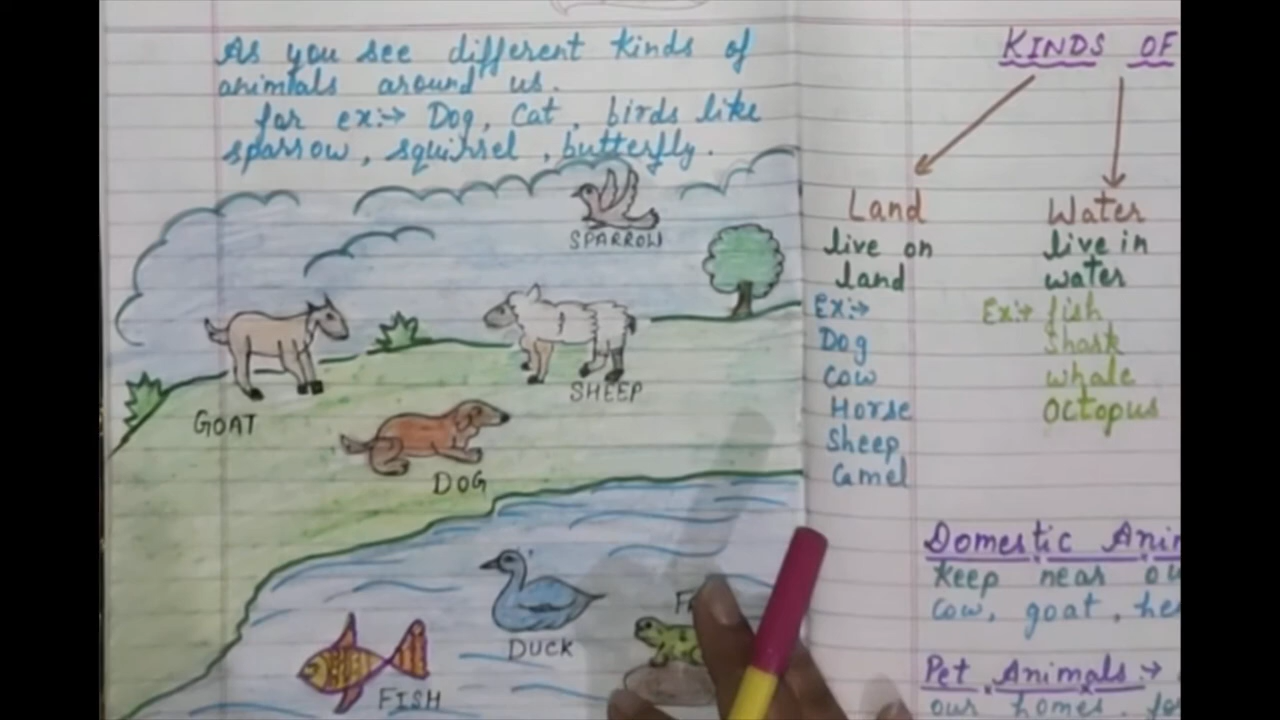 As you see different kinds of
animals around us.
for ex:→ Dog, Cat, birds like
sparrow, squirrel, butterfly.
SPARROW
GOAT
SHEEP
DOG
DUCK
FISH
KINDS OF
Land
live on
land
Ex:→
Dog
Cow
Horse
Sheep
Camel
Water
live in
water
Ex:→ fish
Shark
whale
Octopus
Domestic
keep near
cow, goat,
Pet Animals:→
our homes.